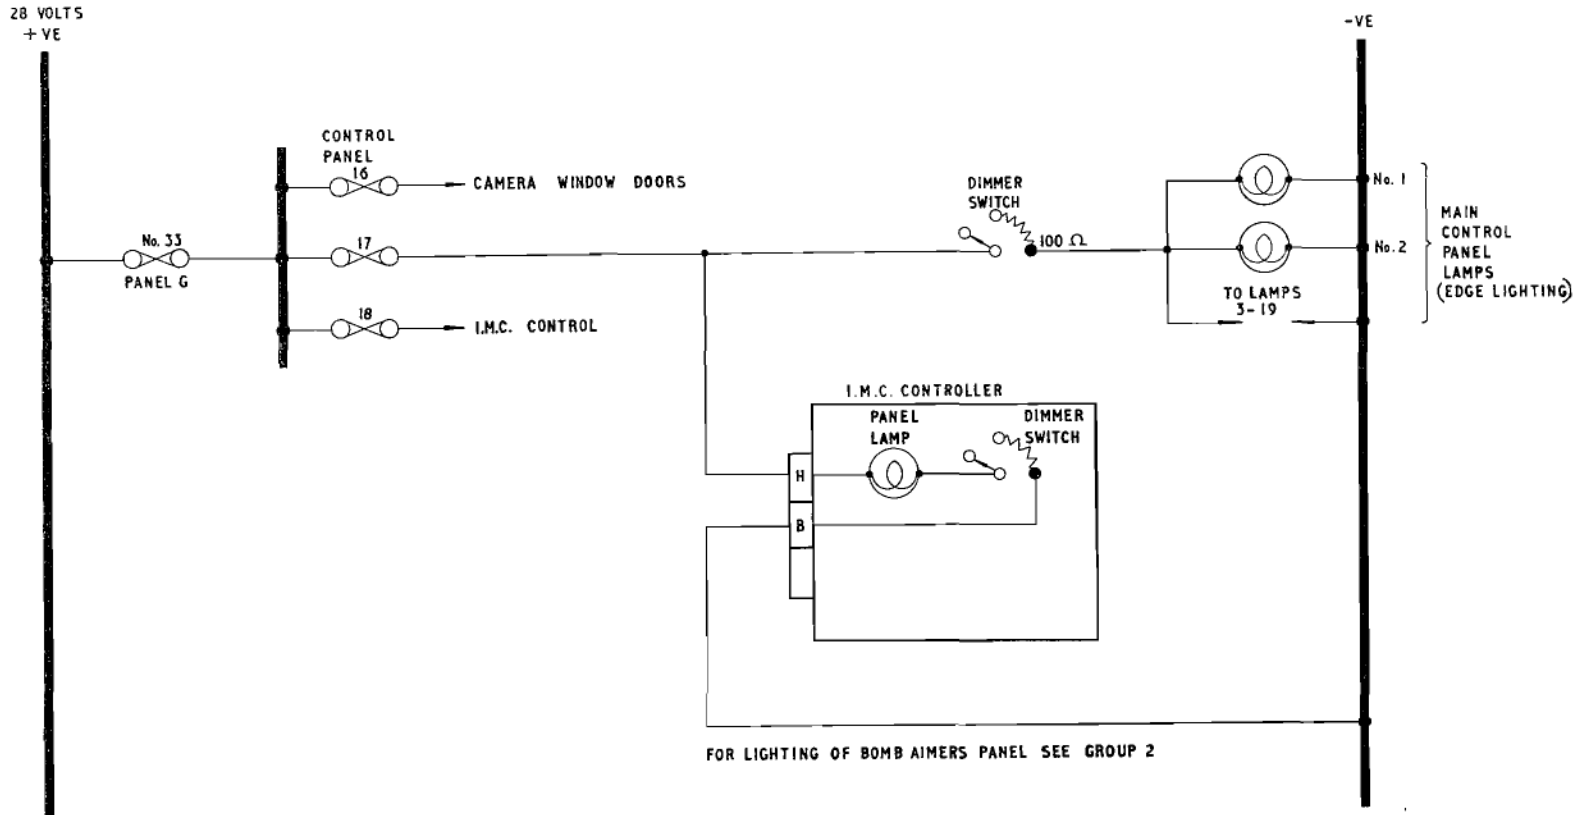 28 VOLTS
+VE
-VE
CONTROL
PANEL
16
CAMERA WINDOW DOORS
No. 33
PANEL G
17
18
I.M.C. CONTROL
DIMMER
SWITCH
100 Ω
No. 1
No. 2
MAIN
CONTROL
PANEL
LAMPS
(EDGE LIGHTING)
TO LAMPS
3-19
I.M.C. CONTROLLER
PANEL
LAMP
DIMMER
SWITCH
H
B
FOR LIGHTING OF BOMB AIMERS PANEL SEE GROUP 2